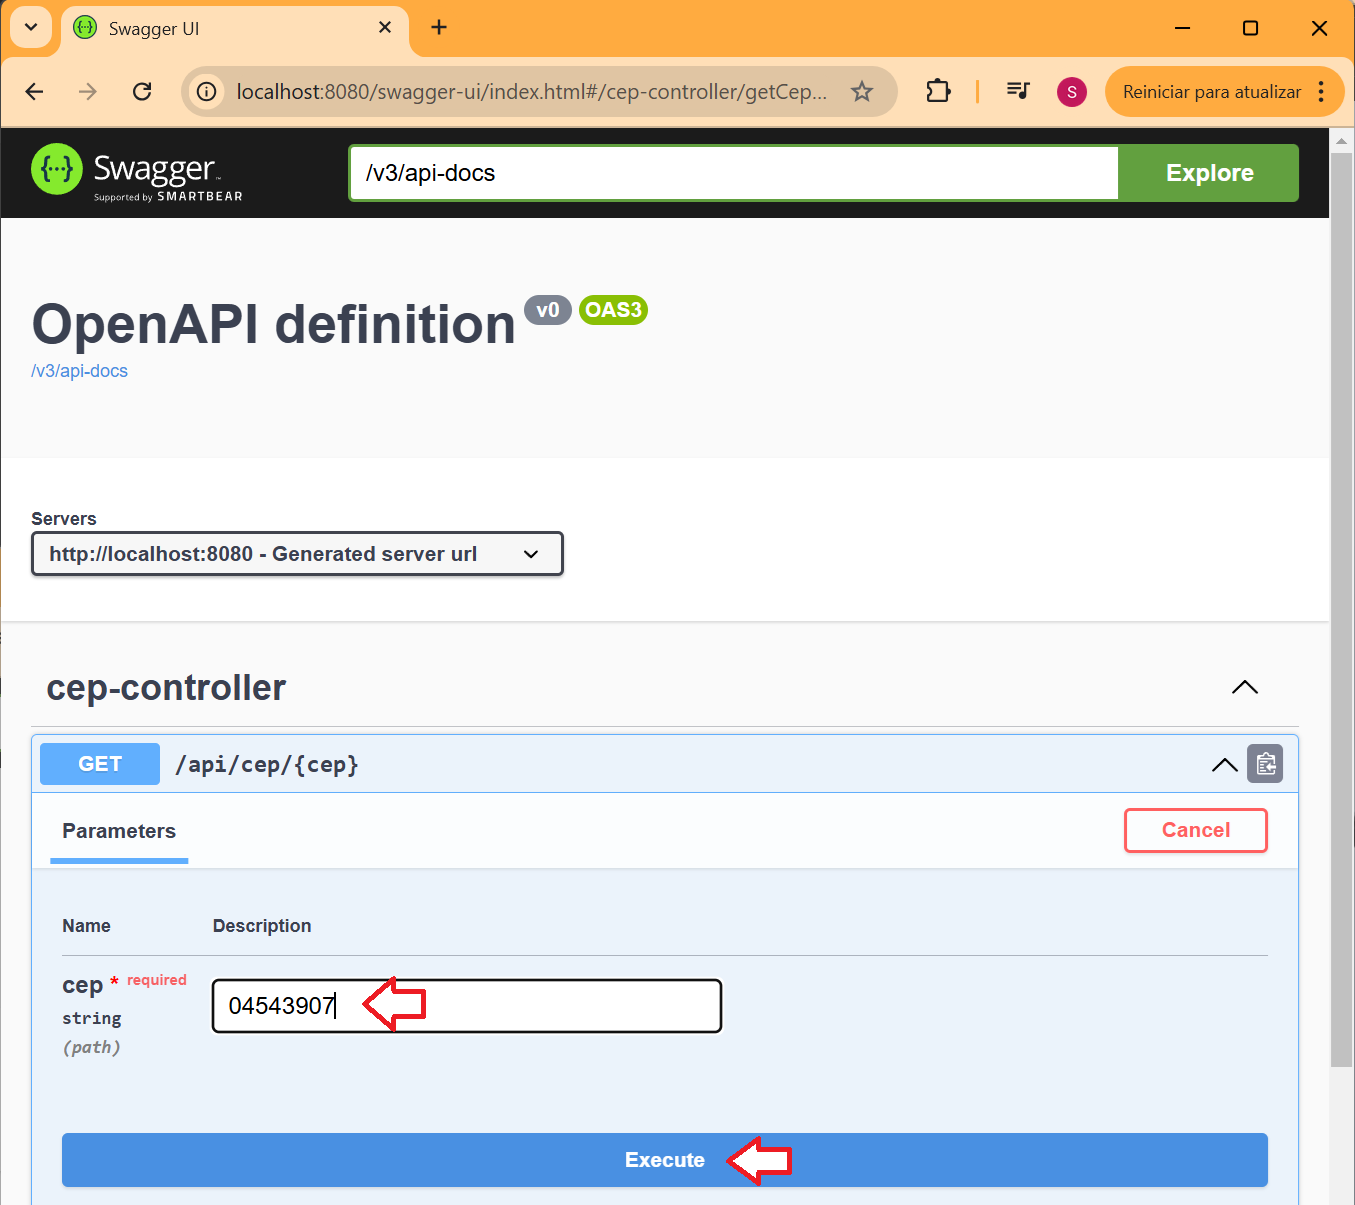 Swagger UI
localhost:8080/swagger-ui/index.html#/cep-controller/getCep...
S
Reiniciar para atualizar
Swagger™
Supported by SMARTBEAR
/v3/api-docs
Explore
OpenAPI definition v0 OAS3
/v3/api-docs
Servers
http://localhost:8080 - Generated server url
cep-controller
GET /api/cep/{cep}
Parameters
Cancel
Name Description
cep * required
string
(path)
04543907
Execute